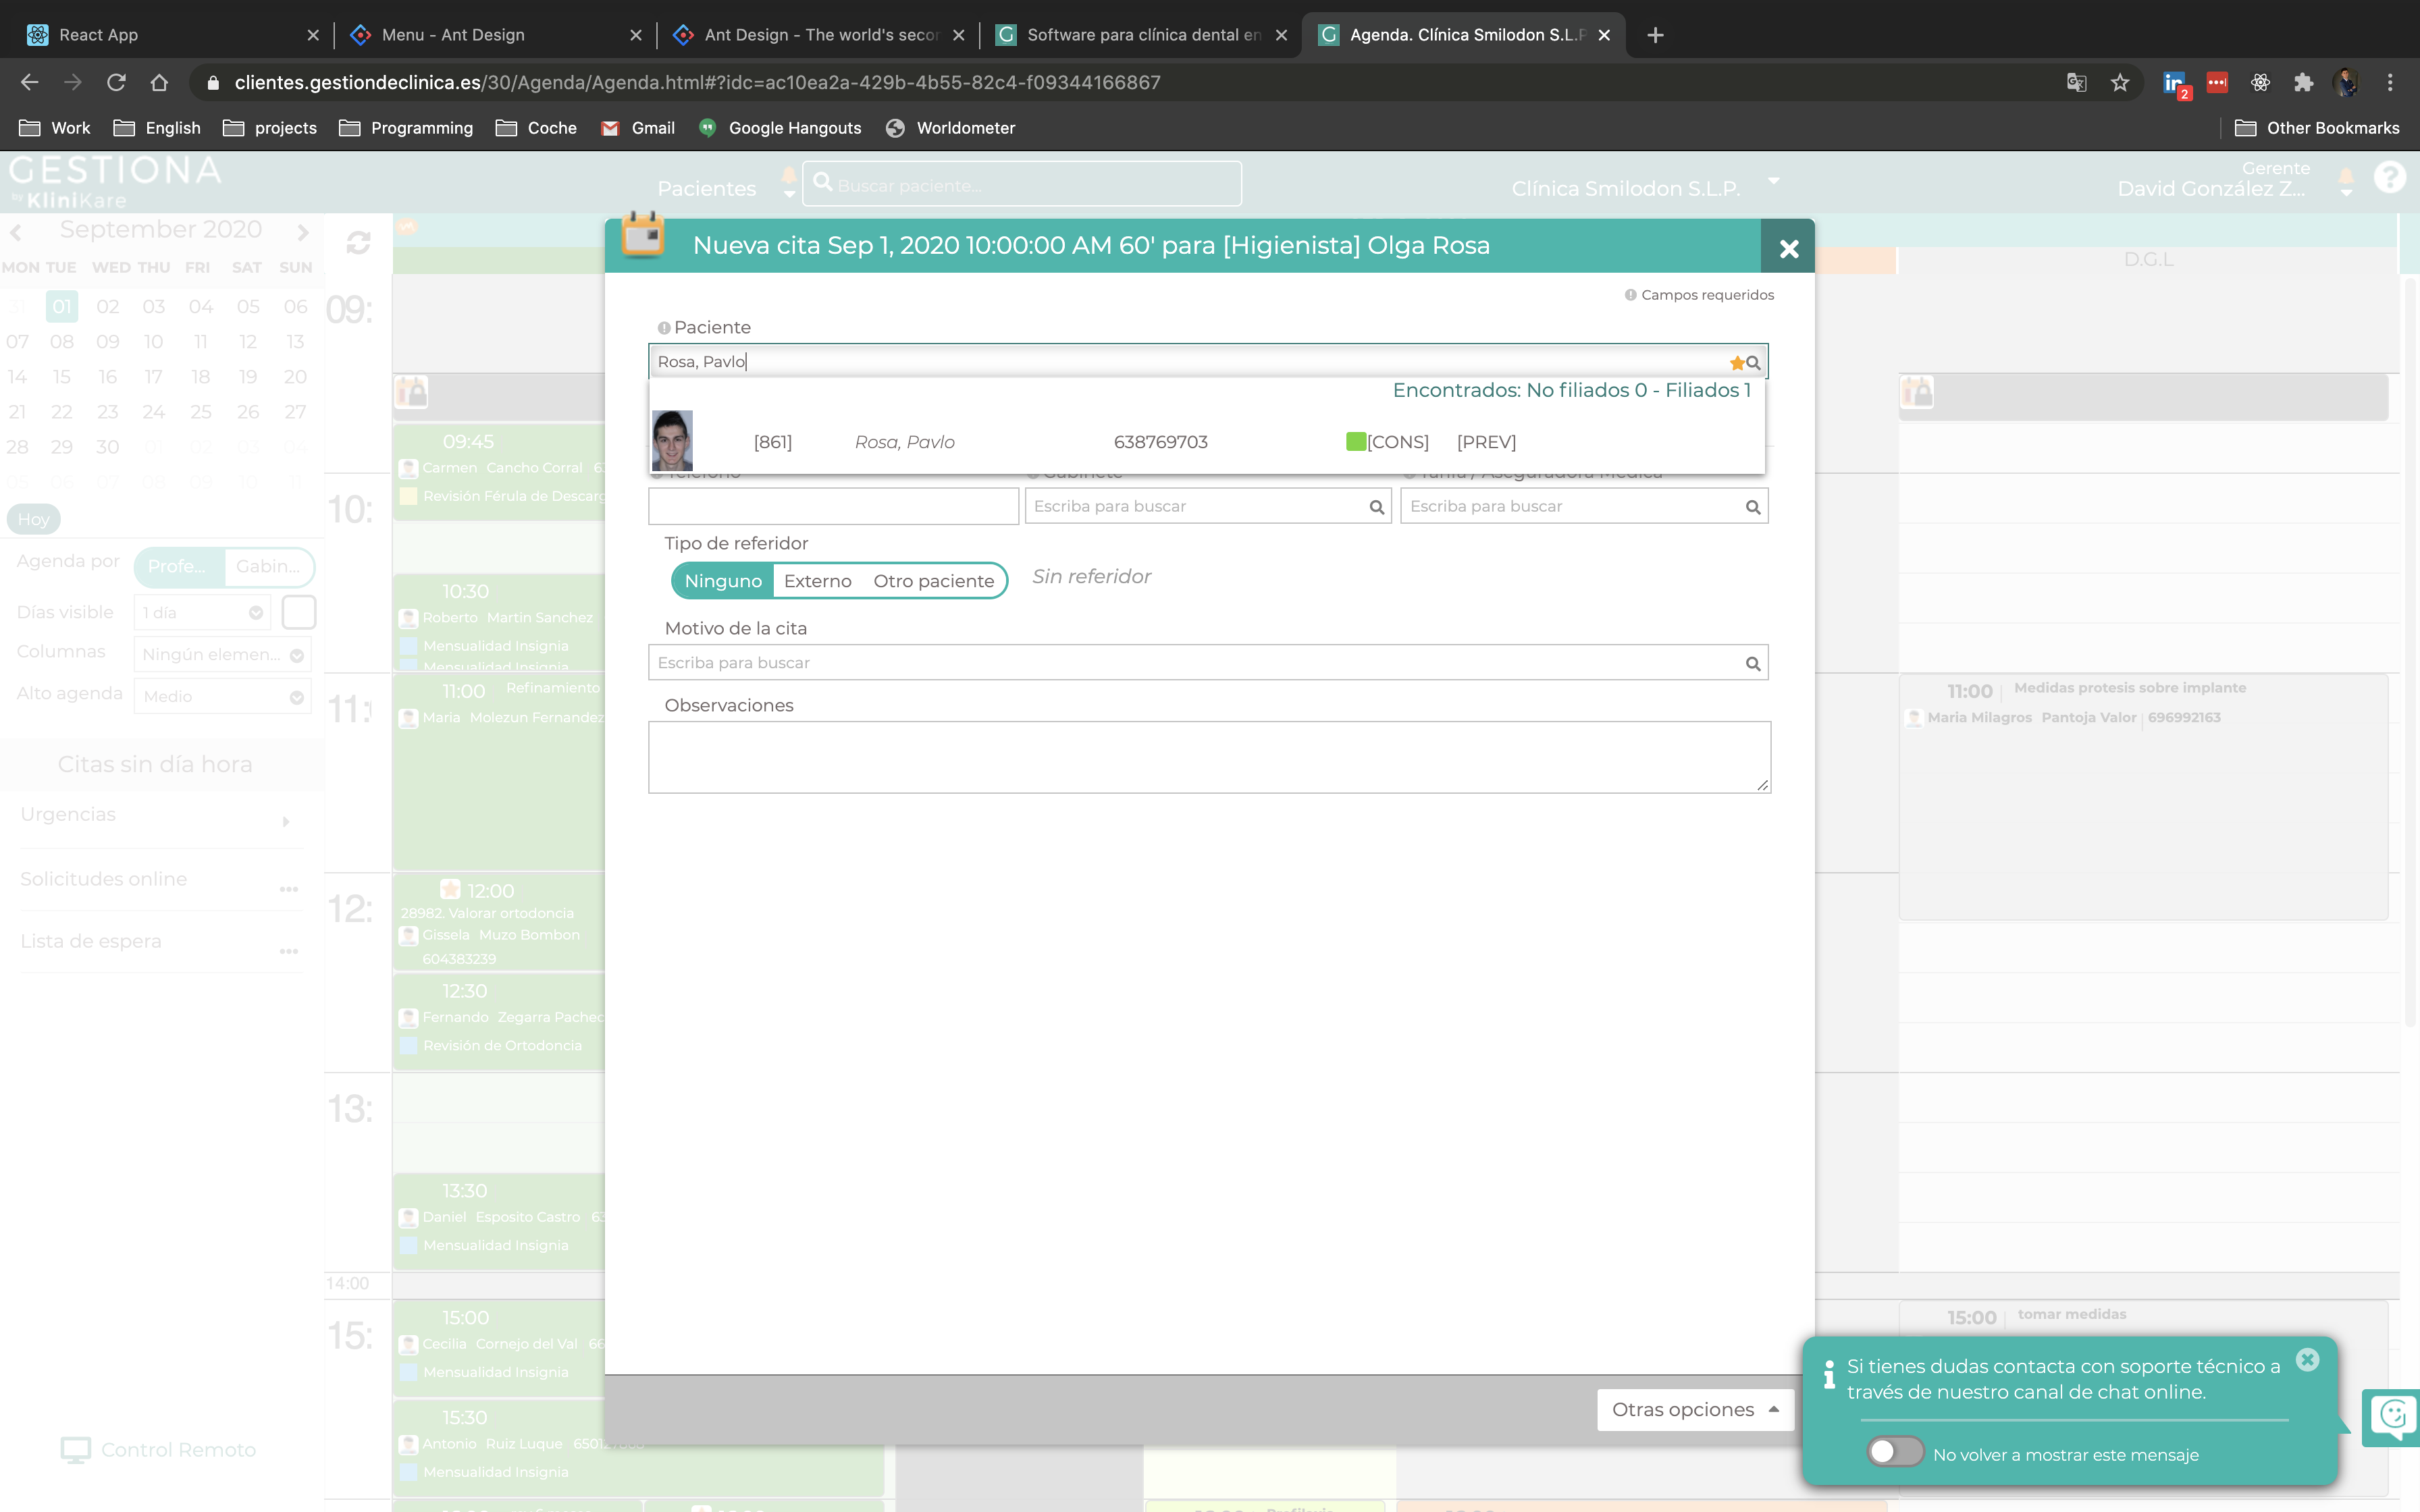 React App
Menu - Ant Design
Ant Design - The world's secor
Software para clínica dental en
Agenda. Clínica Smilodon S.L.P
clientes.gestiondeclinica.es/30/Agenda/Agenda.html#?idc=ac10ea2a-429b-4b55-82c4-f09344166867
2
Work
English
projects
Programming
Coche
Gmail
Google Hangouts
Worldometer
Other Bookmarks
GESTIONA
by KliniKare
Pacientes
Buscar paciente...
Clínica Smilodon S.L.P.
Gerente
David González Z...
September 2020
MON TUE WED THU FRI SAT SUN
31 01 02 03 04 05 06
07 08 09 10 11 12 13
14 15 16 17 18 19 20
21 22 23 24 25 26 27
28 29 30 01 02 03 04
05 06 07 08 09 10 11
Hoy
Agenda por
Profe...
Gabin...
Días visible
1 día
Columnas
Ningún elemen...
Alto agenda
Medio
Citas sin día hora
Urgencias
Solicitudes online
Lista de espera
Control Remoto
09:
10:
11:
12:
13:
14:00
15:
09:45
Carmen Cancho Corral
Revisión Férula de Descarg
10:30
Roberto Martin Sanchez
Mensualidad Insignia
Mensualidad Insignia
11:00 Refinamiento
Maria Molezun Fernandez
12:00
28982. Valorar ortodoncia
Gissela Muzo Bombon
604383239
12:30
Fernando Zegarra Pachec
Revisión de Ortodoncia
13:30
Daniel Esposito Castro
Mensualidad Insignia
15:00
Cecilia Cornejo del Val 66
Mensualidad Insignia
15:30
Antonio Ruiz Luque
Mensualidad Insignia
Nueva cita Sep 1, 2020 10:00:00 AM 60' para [Higienista] Olga Rosa
Campos requeridos
Paciente
Rosa, Pavlo
Encontrados: No filiados 0 - Filiados 1
[861] Rosa, Pavlo 638769703 [CONS] [PREV]
Teléfono
Gabinete
Tarifa / Aseguradora Médica
Escriba para buscar
Escriba para buscar
Tipo de referidor
Ninguno Externo Otro paciente
Sin referidor
Motivo de la cita
Escriba para buscar
Observaciones
Otras opciones
D.G.L
11:00 Medidas protesis sobre implante
Maria Milagros Pantoja Valor 696992163
15:00 tomar medidas
Si tienes dudas contacta con soporte técnico a
través de nuestro canal de chat online.
No volver a mostrar este mensaje